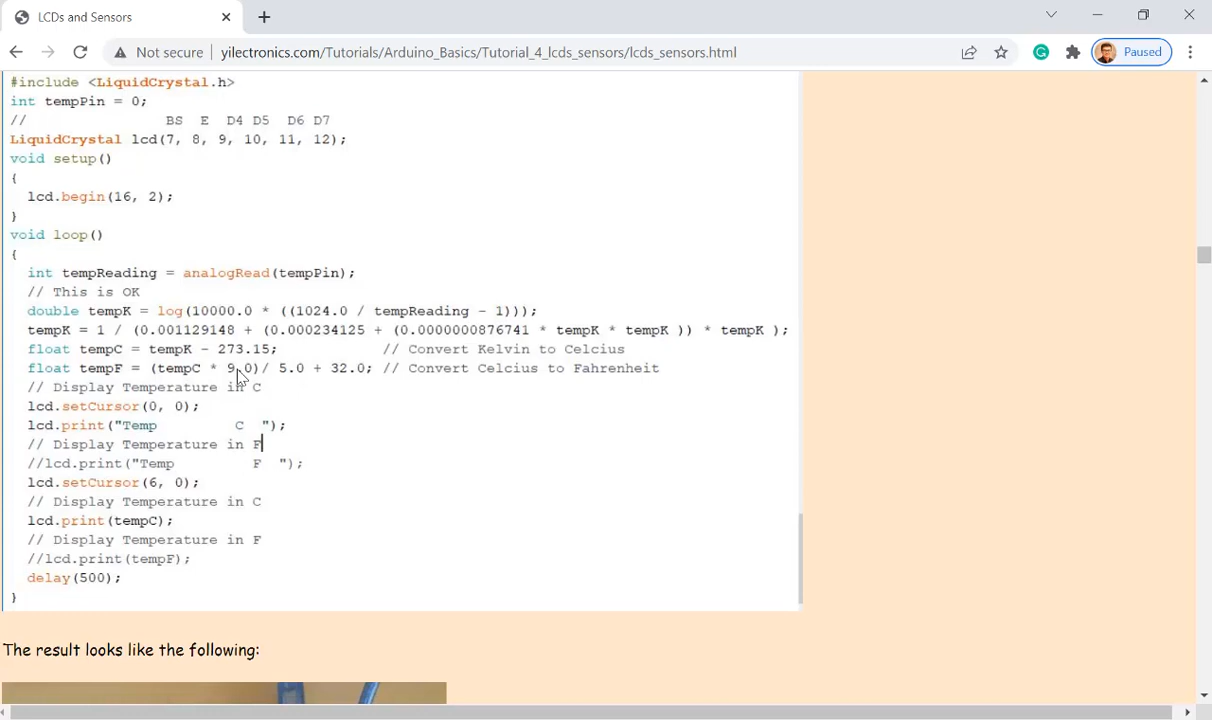 LCDs and Sensors
Not secure yilectronics.com/Tutorials/Arduino_Basics/Tutorial_4_lcds_sensors/lcds_sensors.html
Paused
#include <LiquidCrystal.h>
int tempPin = 0;
// BS E D4 D5 D6 D7
LiquidCrystal lcd(7, 8, 9, 10, 11, 12);
void setup()
{
lcd.begin(16, 2);
}
void loop()
{
int tempReading = analogRead(tempPin);
// This is OK
double tempK = log(10000.0 * ((1024.0 / tempReading - 1)));
tempK = 1 / (0.001129148 + (0.000234125 + (0.0000000876741 * tempK * tempK )) * tempK );
float tempC = tempK - 273.15; // Convert Kelvin to Celcius
float tempF = (tempC * 9.0)/ 5.0 + 32.0; // Convert Celcius to Fahrenheit
// Display Temperature in C
lcd.setCursor(0, 0);
lcd.print("Temp C ");
// Display Temperature in F
//lcd.print("Temp F ");
lcd.setCursor(6, 0);
// Display Temperature in C
lcd.print(tempC);
// Display Temperature in F
//lcd.print(tempF);
delay(500);
}
The result looks like the following: